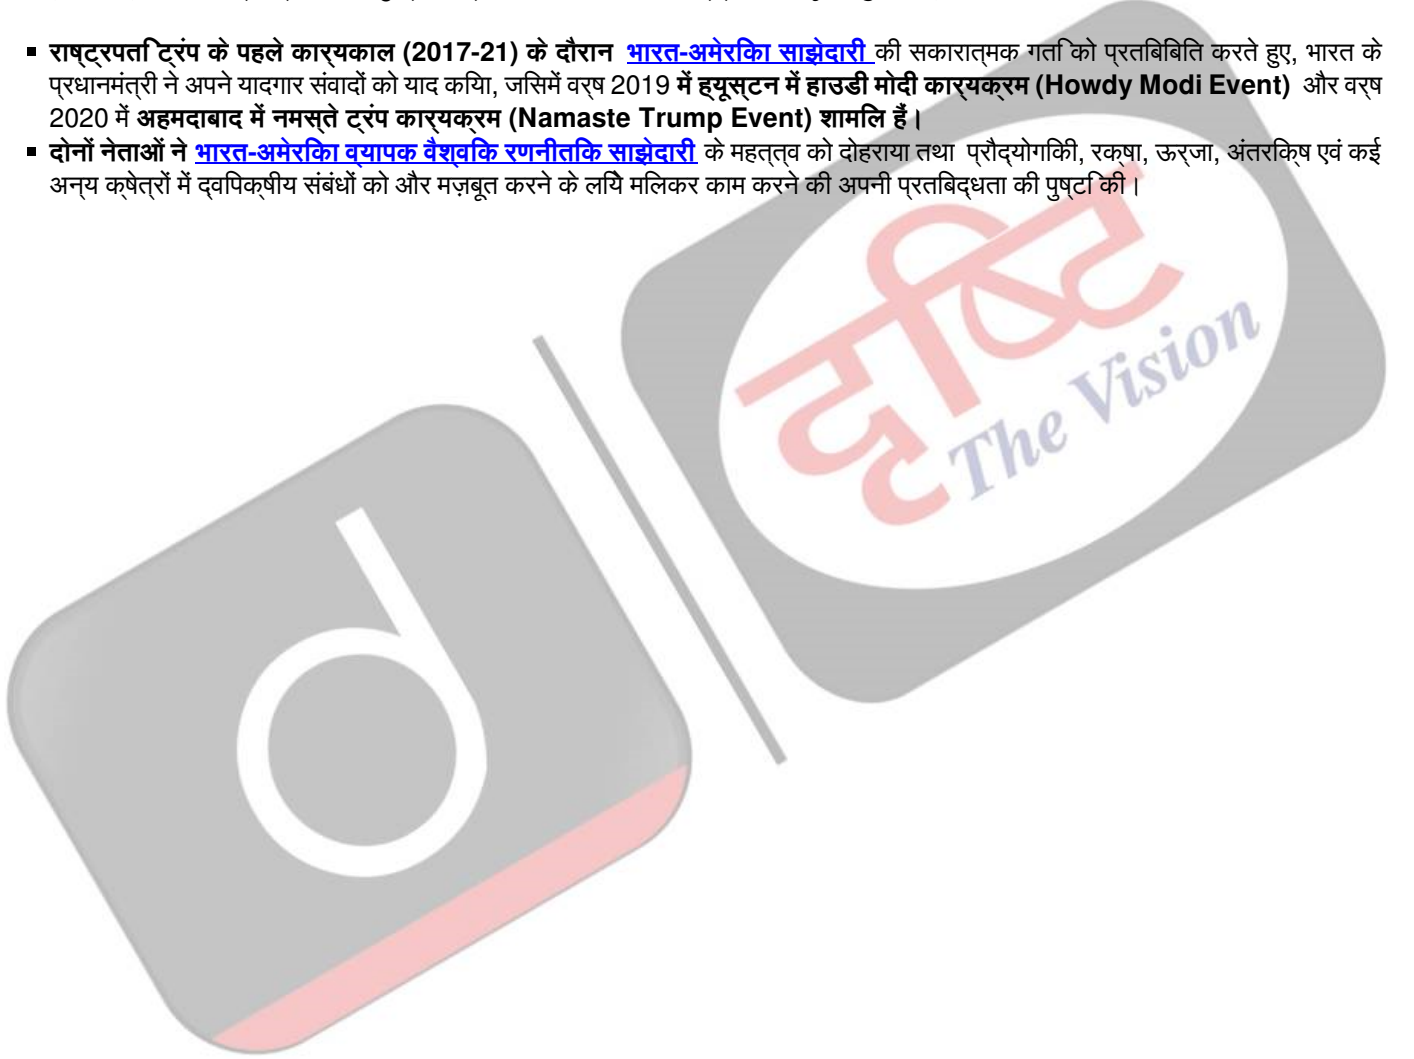 ▪ राष्ट्रपति ट्रंप के पहले कार्यकाल (2017-21) के दौरान भारत-अमेरिका साझेदारी की सकारात्मक गति को प्रतिबिंबित करते हुए, भारत के
प्रधानमंत्री ने अपने यादगार संवादों को याद किया, जिसमें वर्ष 2019 में ह्यूस्टन में हाउडी मोदी कार्यक्रम (Howdy Modi Event) और वर्ष
2020 में अहमदाबाद में नमस्ते ट्रंप कार्यक्रम (Namaste Trump Event) शामिल हैं।
▪ दोनों नेताओं ने भारत-अमेरिका व्यापक वैश्विक रणनीतिक साझेदारी के महत्तत्व को दोहराया तथा प्रौद्योगिकी, रक्षा, ऊर्जा, अंतरिक्ष एवं कई
अन्य क्षेत्रों में द्विपक्षीय संबंधों को और मज़बूत करने के लिये मिलकर काम करने की अपनी प्रतिबद्धता की पुष्टि की।
दृष्टि
The Vision
d